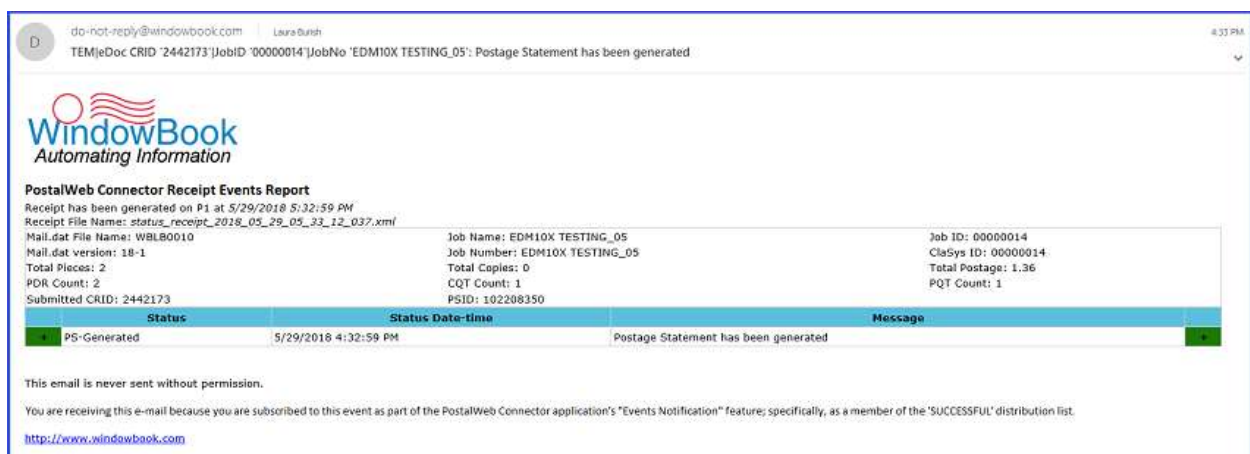 D
do-not-reply@windowbook.com Laura Burish
4:33 PM
TEM|eDoc CRID '2442173'|JobID '00000014'|JobNo 'EDM10X TESTING_05': Postage Statement has been generated
WindowBook
Automating Information
PostalWeb Connector Receipt Events Report
Receipt has been generated on P1 at 5/29/2018 5:32:59 PM
Receipt File Name: status_receipt_2018_05_29_05_33_12_037.xml
Mail.dat File Name: WBLB0010 Job Name: EDM10X TESTING_05 Job ID: 00000014
Mail.dat version: 18-1 Job Number: EDM10X TESTING_05 ClaSys ID: 00000014
Total Pieces: 2 Total Copies: 0 Total Postage: 1.36
PDR Count: 2 CQT Count: 1 PQT Count: 1
Submitted CRID: 2442173 PSID: 102208350
Status Status Date-time Message
+ PS-Generated 5/29/2018 4:32:59 PM Postage Statement has been generated +
This email is never sent without permission.
You are receiving this e-mail because you are subscribed to this event as part of the PostalWeb Connector application's "Events Notification" feature; specifically, as a member of the 'SUCCESSFUL' distribution list.
http://www.windowbook.com